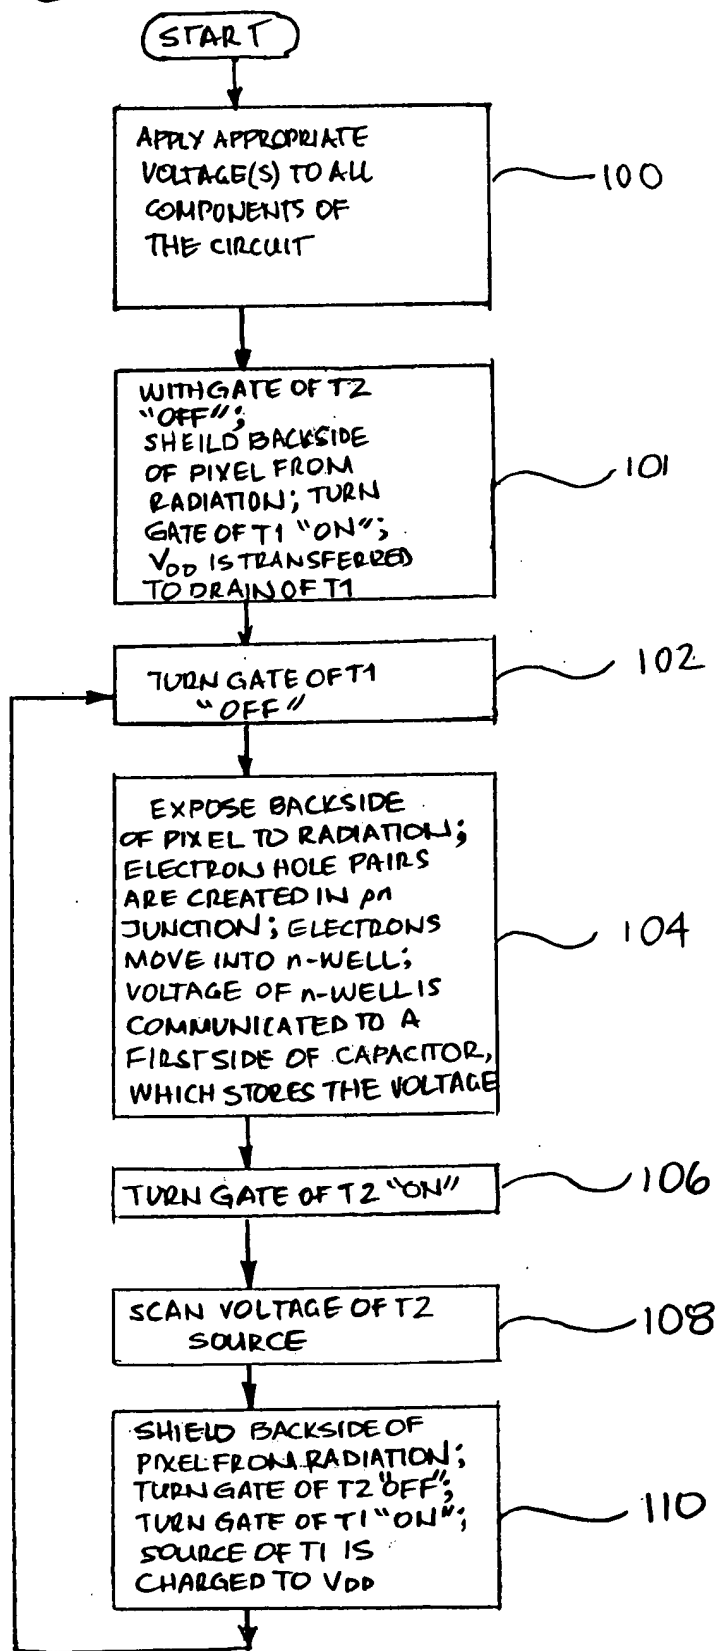 START
APPLY APPROPRIATE
VOLTAGE(S) TO ALL
COMPONENTS OF
THE CIRCUIT
100
WITH GATE OF T2
"OFF";
SHEILD BACKSIDE
OF PIXEL FROM
RADIATION; TURN
GATE OF T1 "ON";
VDD IS TRANSFERRED
TO DRAIN OF T1
101
TURN GATE OF T1
"OFF"
102
EXPOSE BACKSIDE
OF PIXEL TO RADIATION;
ELECTRON HOLE PAIRS
ARE CREATED IN pn
JUNCTION; ELECTRONS
MOVE INTO n-WELL;
VOLTAGE OF n-WELL IS
COMMUNICATED TO A
FIRST SIDE OF CAPACITOR,
WHICH STORES THE VOLTAGE
104
TURN GATE OF T2 "ON"
106
SCAN VOLTAGE OF T2
SOURCE
108
SHIELD BACKSIDE OF
PIXEL FROM RADIATION;
TURN GATE OF T2 "OFF";
TURN GATE OF T1 "ON";
SOURCE OF T1 IS
CHARGED TO VDD
110